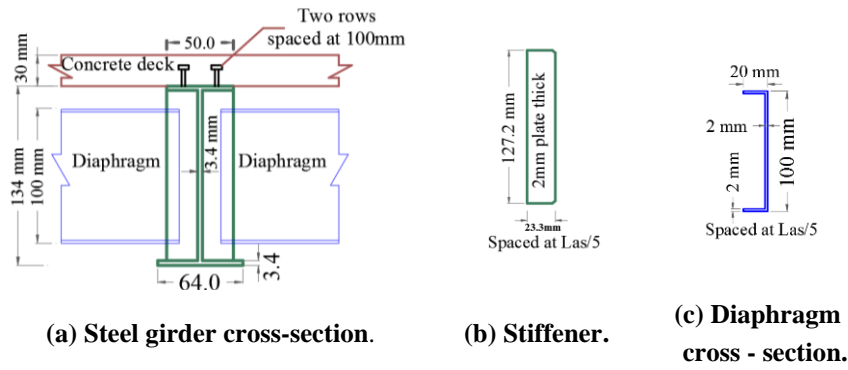 Two rows
spaced at 100mm
50.0
30 mm
Concrete deck
134 mm
100 mm
Diaphragm
3.4 mm
Diaphragm
64.0
3.4
(a) Steel girder cross-section.
127.2 mm
2mm plate thick
23.3mm
Spaced at Las/5
(b) Stiffener.
20 mm
2 mm
100 mm
2 mm
Spaced at Las/5
(c) Diaphragm
cross - section.